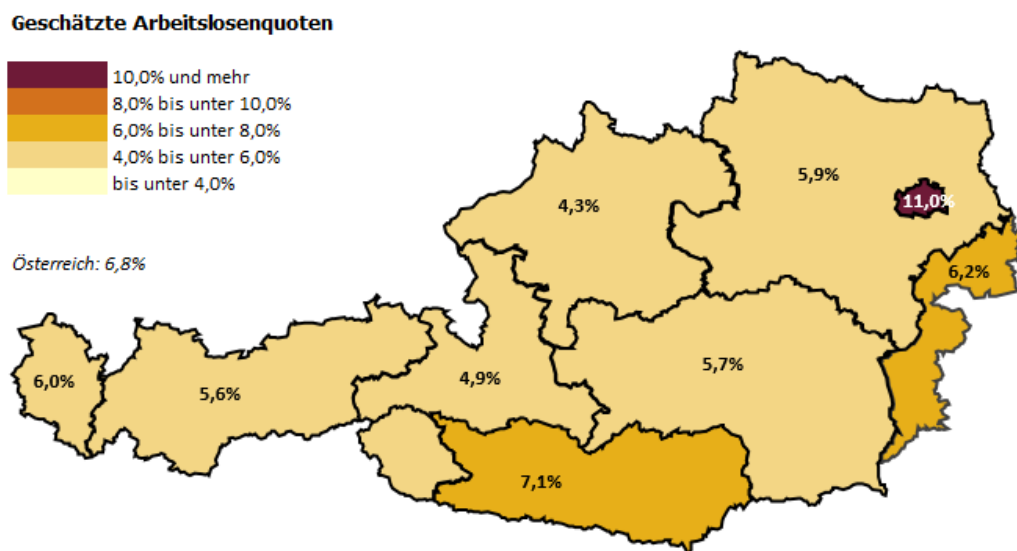 Geschätzte Arbeitslosenquoten
10,0% und mehr
8,0% bis unter 10,0%
6,0% bis unter 8,0%
4,0% bis unter 6,0%
bis unter 4,0%
Österreich: 6,8%
5,9%
4,3%
11,0%
6,2%
6,0%
5,6%
4,9%
5,7%
7,1%